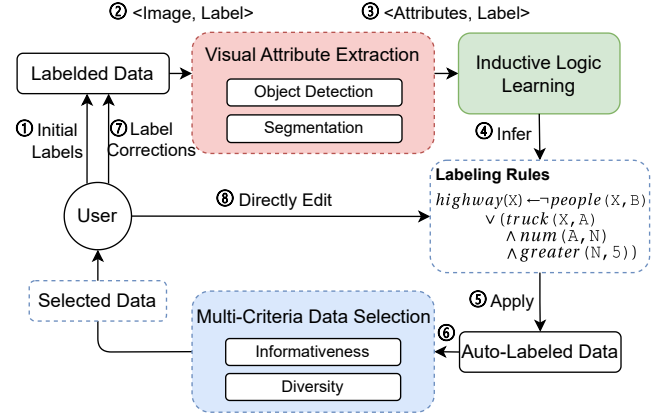 ② <Image, Label>
③ <Attributes, Label>
Labelded Data
Visual Attribute Extraction
Object Detection
Segmentation
Inductive Logic
Learning
① Initial
Labels
⑦ Label
Corrections
④ Infer
User
⑧ Directly Edit
Labeling Rules
highway(X) ←¬people(X,B)
∨ (truck(X,A)
∧ num(A,N)
∧ greater(N,5))
Selected Data
⑤ Apply
Multi-Criteria Data Selection
Informativeness
Diversity
⑥
Auto-Labeled Data